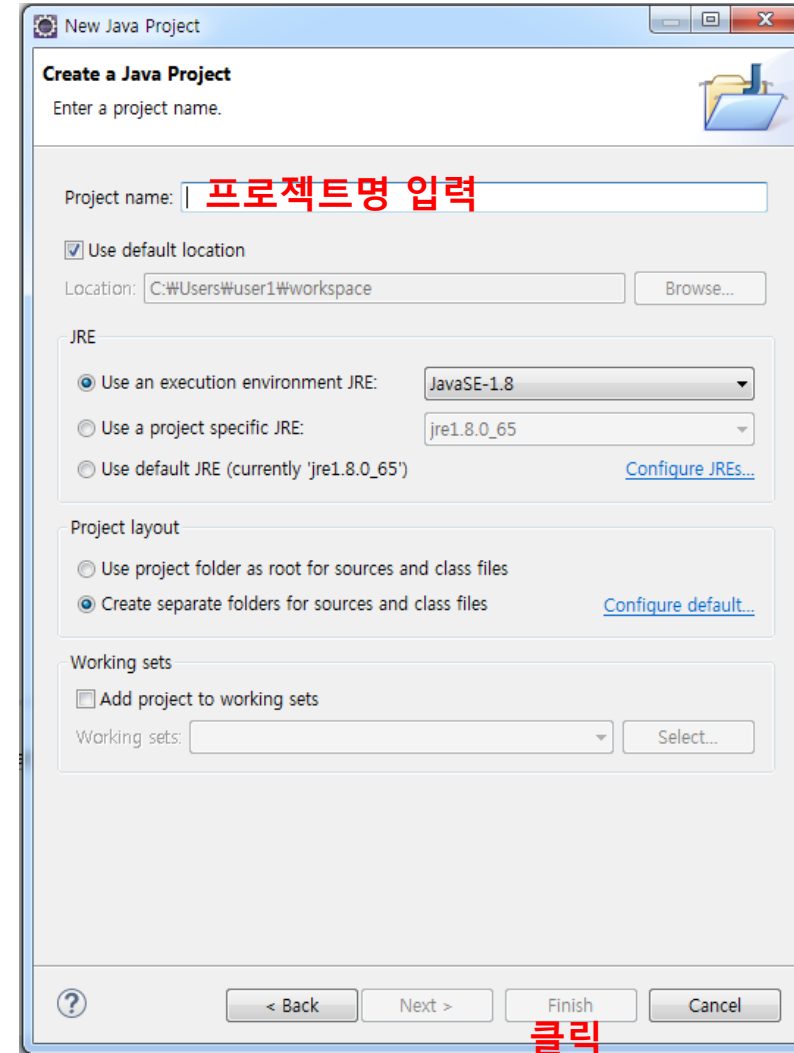 New Java Project
Create a Java Project
Enter a project name.
Project name: 프로젝트명 입력
Use default location
Location: C:₩Users₩user1₩workspace Browse...
JRE
Use an execution environment JRE: JavaSE-1.8
Use a project specific JRE: jre1.8.0_65
Use default JRE (currently 'jre1.8.0_65') Configure JREs...
Project layout
Use project folder as root for sources and class files
Create separate folders for sources and class files Configure default...
Working sets
Add project to working sets
Working sets: Select...
? < Back Next > Finish Cancel
클릭